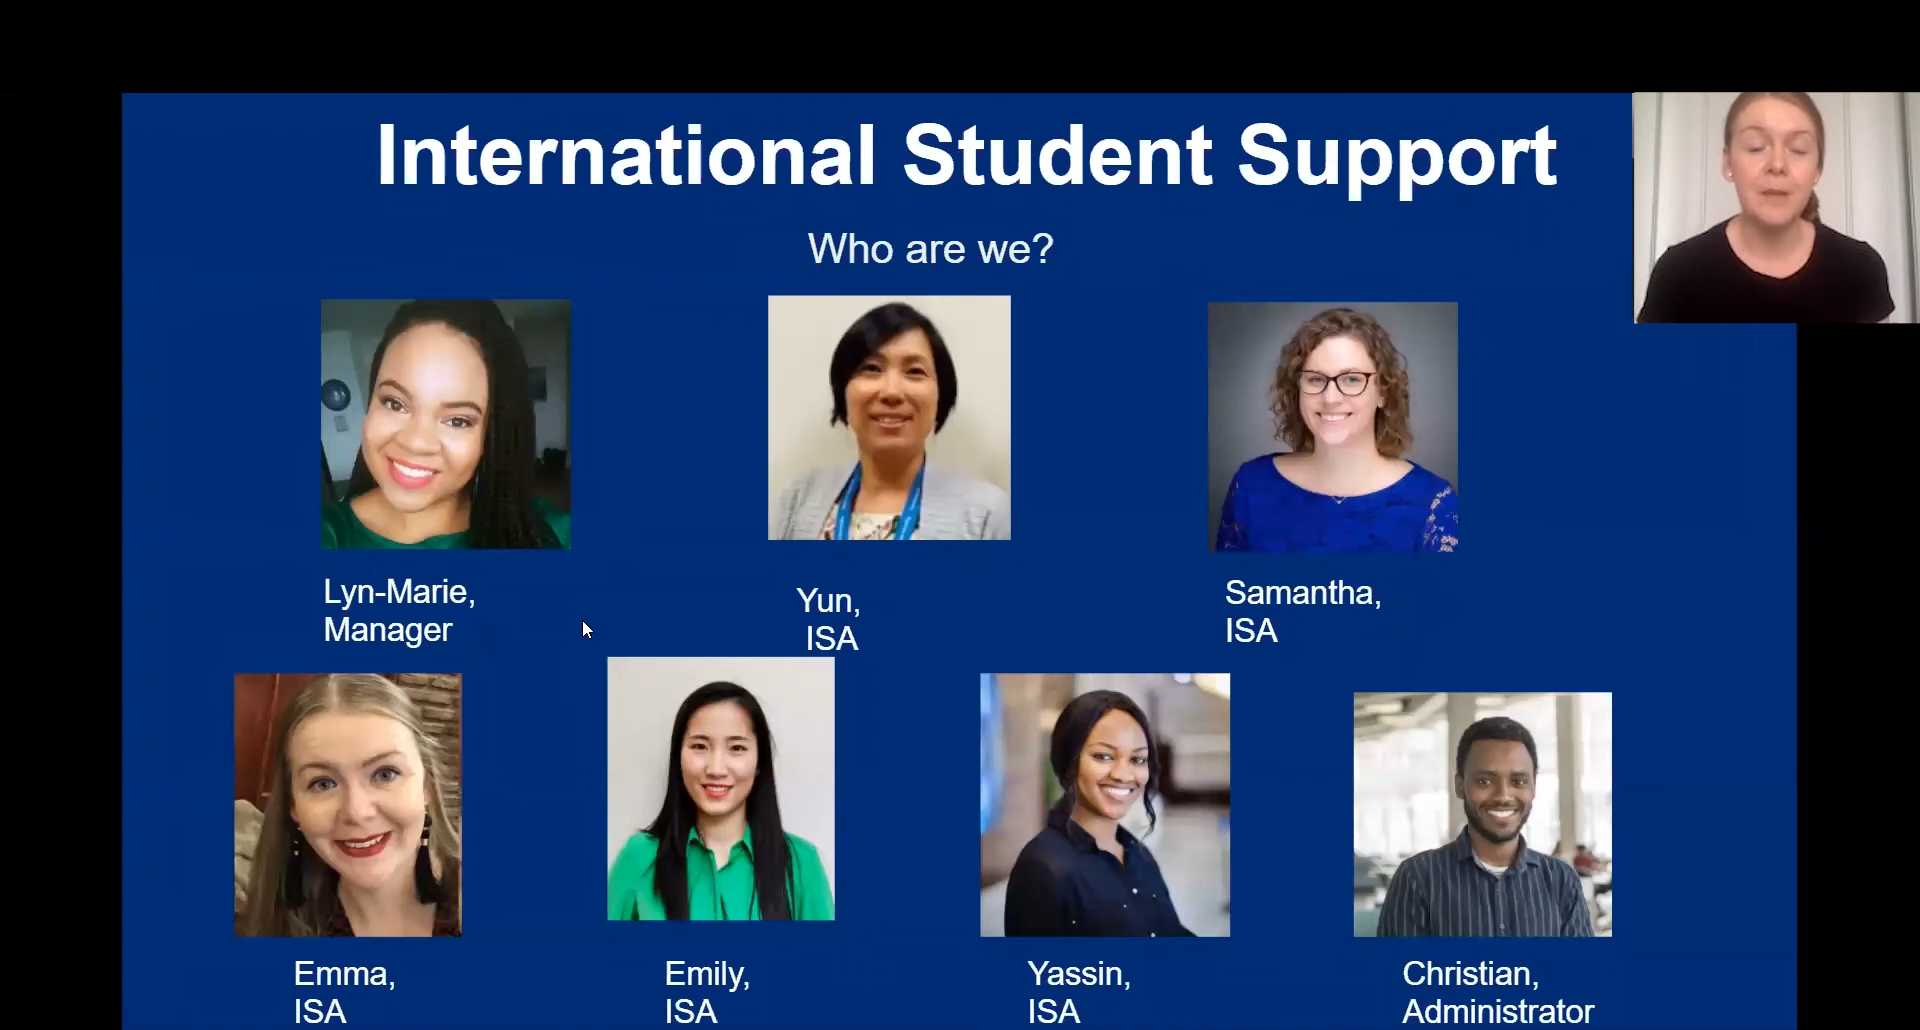 International Student Support
Who are we?
Lyn-Marie,
Manager
Yun,
ISA
Samantha,
ISA
Emma,
ISA
Emily,
ISA
Yassin,
ISA
Christian,
Administrator